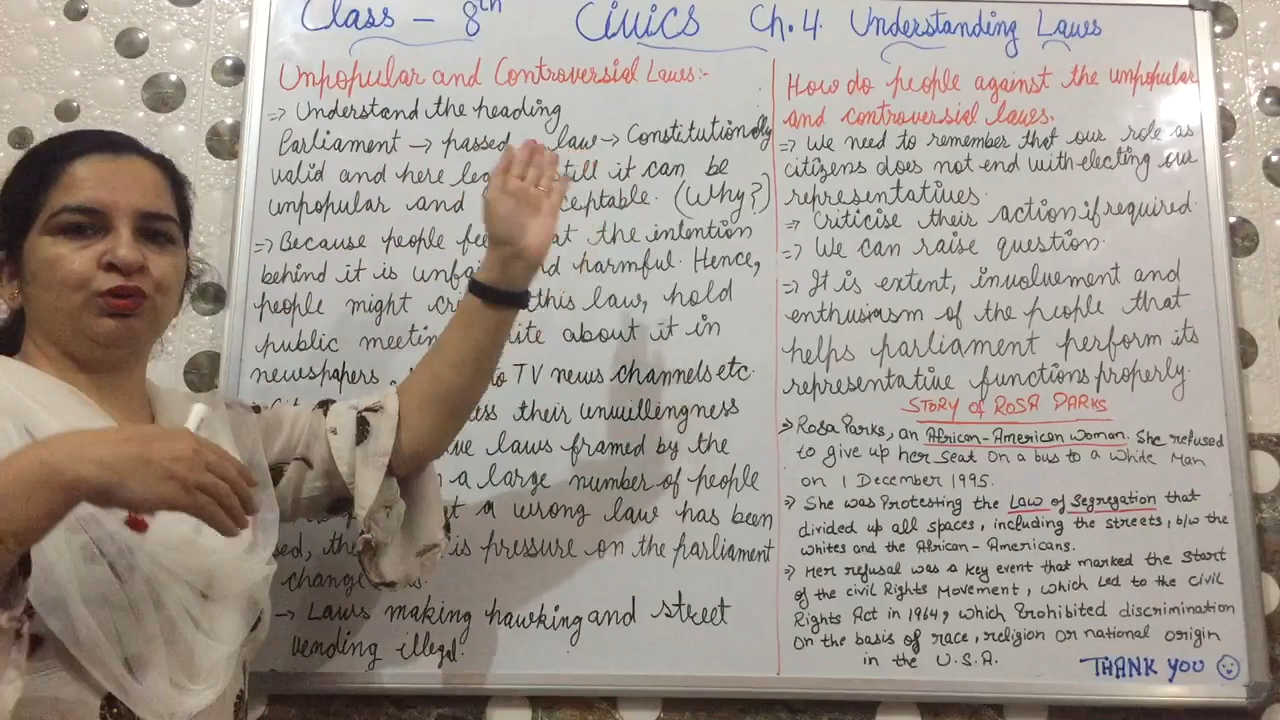 Class - 8th Civics Ch.4 Understanding Laws
Unpopular and Controversial Laws:-
=> Understand the heading
Parliament → passed law → Constitutionally
valid and here still it can be
unpopular and (Why?)
=> Because people the intention
behind it is harmful. Hence,
people might this law, hold
public about it in
newspapers TV news channels etc.
their unwillingness
laws framed by the
a large number of people
a wrong law has been
is pressure on the parliament
change
→ Laws making hawking and street
vending illegal.
How do people against the unpopular
and controversial laws.
=> We need to remember that our role as
citizens does not end with electing our
representatives.
=> Criticise their action if required.
=> We can raise question.
=> It is extent, involvement and
enthusiasm of the people that
helps parliament perform its
representative functions properly.
STORY of ROSA PARKS
=> Rosa Parks, an African-American woman. She refused
to give up her seat on a bus to a white Man
on 1 December 1995.
=> She was Protesting the Law of Segregation that
divided up all spaces, including the streets, b/w the
whites and the African-Americans.
=> Her refusal was a key event that marked the start
of the civil Rights Movement, which led to the civil
Rights Act in 1964, which Prohibited discrimination
on the basis of race, religion or national origin
in the U.S.A.
THANK YOU